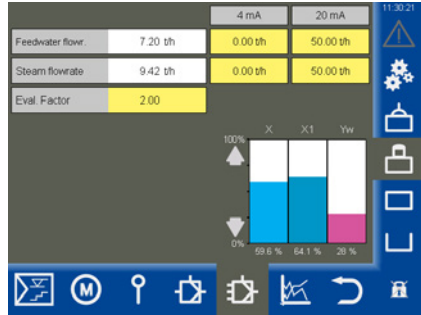 11:30:21
4 mA 20 mA
Feedwater flowr. 7.20 t/h 0.00 t/h 50.00 t/h
Steam flowrate 9.42 t/h 0.00 t/h 50.00 t/h
Eval. Factor 2.00
X X1 Yw
100%
0%
59.6 % 64.1 % 28 %
M